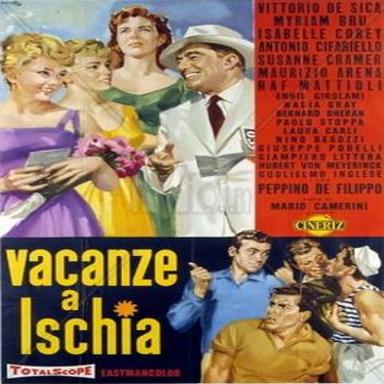 VITTORIO DE SICA
MYRIAM BRU
ISABELLE COREY
ANTONIO CIFARIELLO
SUSANNE CRAMER
MAURIZIO ARENA
RAF MATTIOLI
ENNIO GIROLAMI
NADIA GRAY
BERNARD DHERAN
PAOLO STOPPA
LAURA CARLI
NINO BESOZZI
GIUSEPPE PORELLI
GIAMPIERO LITTERA
HUBERT VON MEYERINCK
GUGLIELMO INGLESE
PEPPINO DE FILIPPO
MARIO CAMERINI
CINERIZ
vacanze
a
Ischia
TOTALSCOPE EASTMANCOLOR